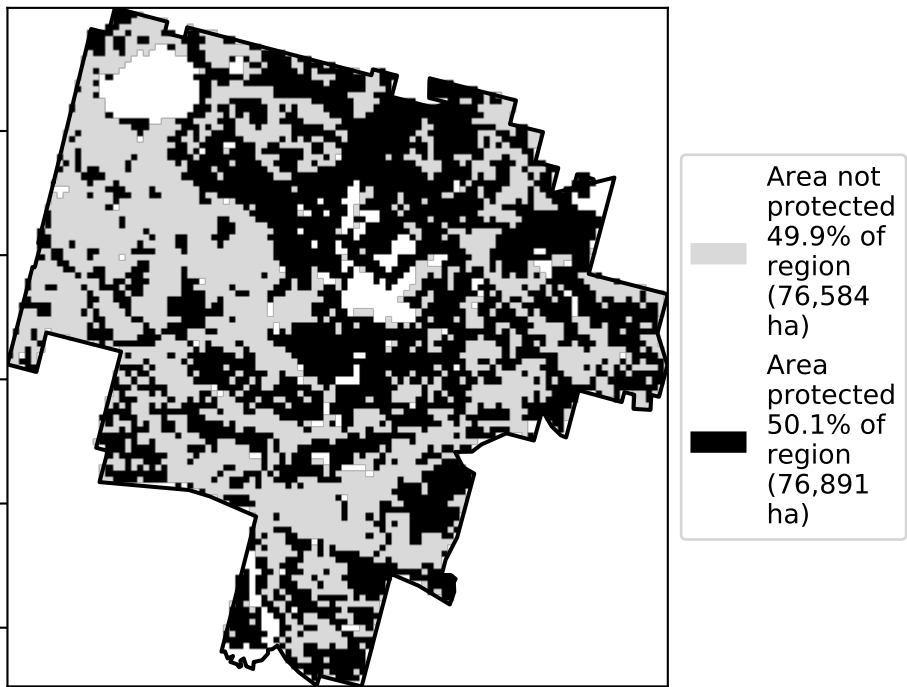 Area not
protected
49.9% of
region
(76,584
ha)
Area
protected
50.1% of
region
(76,891
ha)